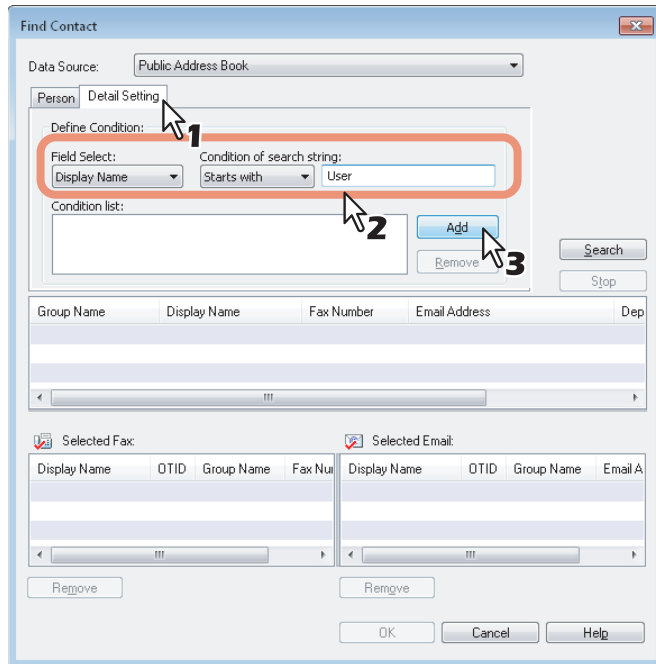 Find Contact
Data Source: Public Address Book
Person Detail Setting
1
Define Condition:
Field Select: Condition of search string:
Display Name Starts with User
2
Condition list:
Add
3
Remove
Search
Stop
Group Name Display Name Fax Number Email Address Dep
Selected Fax: Selected Email:
Display Name OTID Group Name Fax Nui Display Name OTID Group Name Email A
Remove Remove
OK Cancel Help